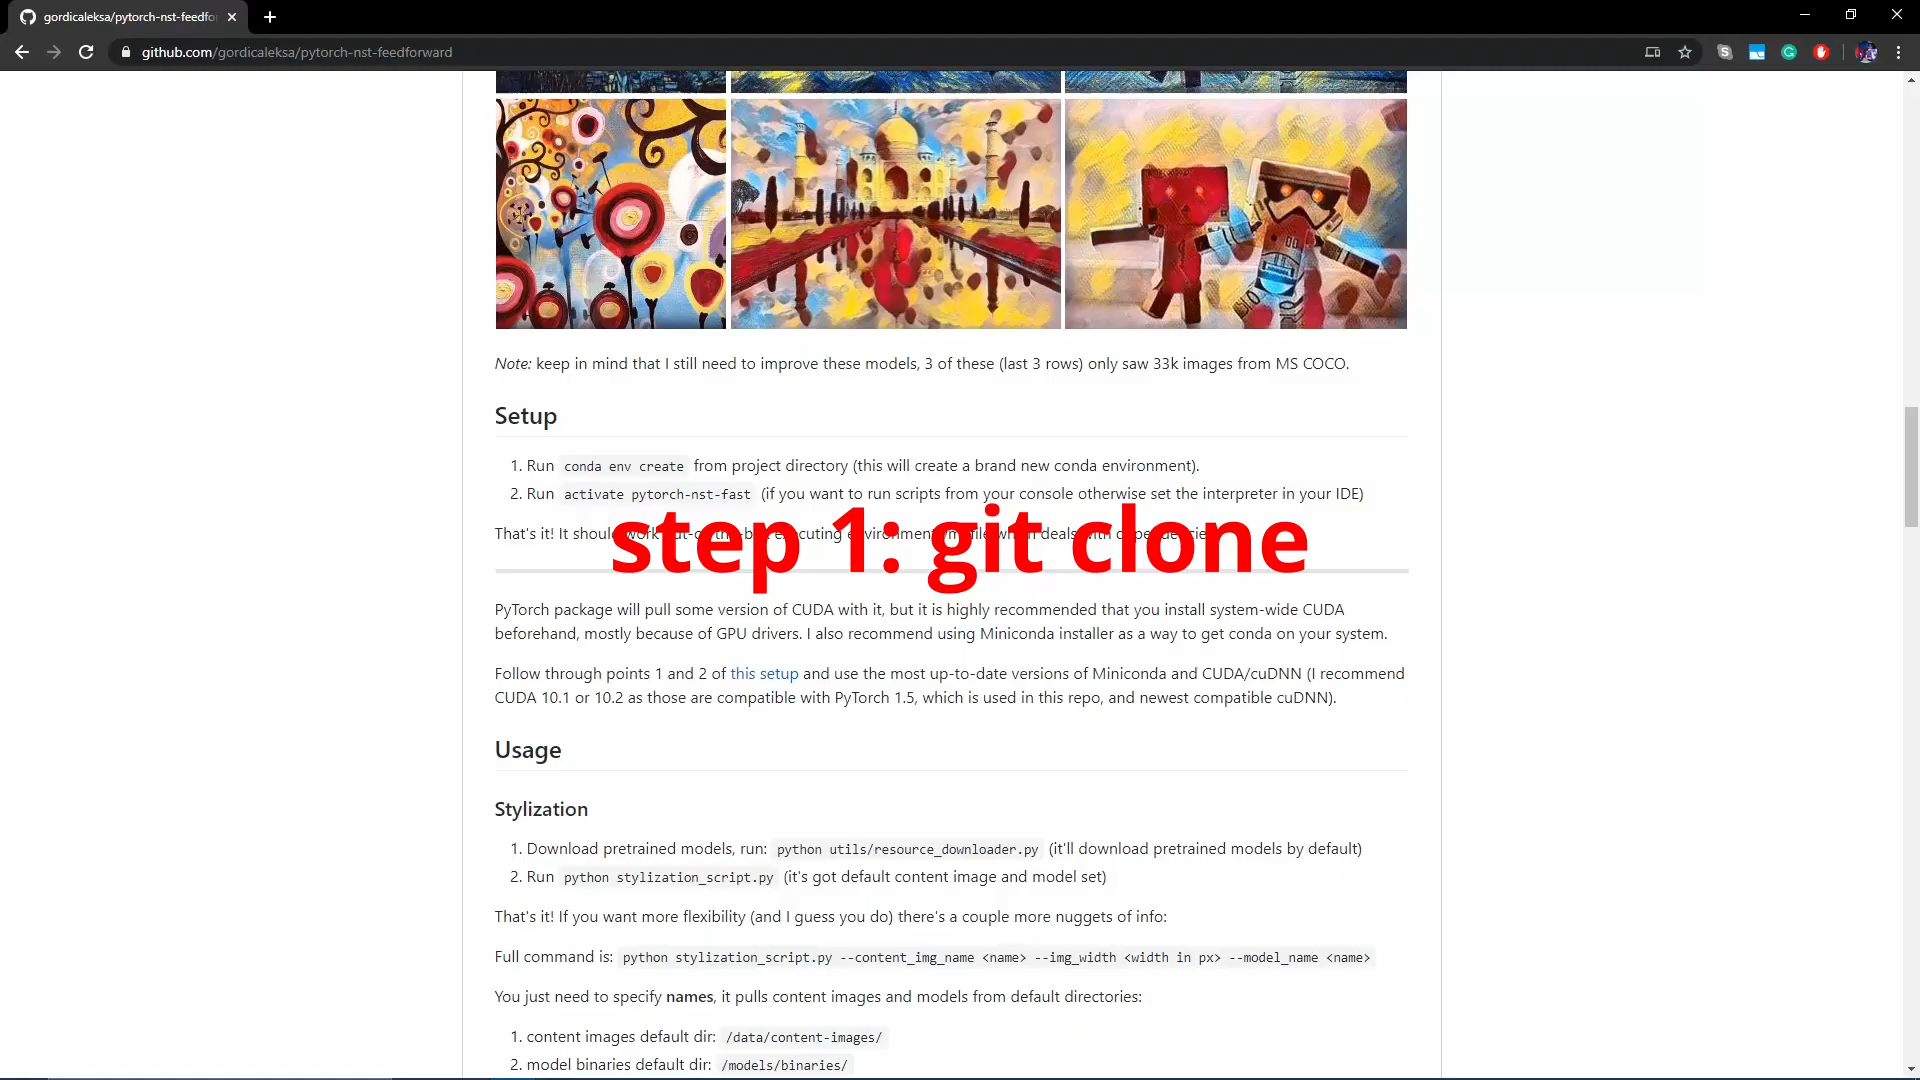 gordicaleksa/pytorch-nst-feedfo
github.com/gordicaleksa/pytorch-nst-feedforward
Note: keep in mind that I still need to improve these models, 3 of these (last 3 rows) only saw 33k images from MS COCO.
Setup
1. Run conda env create from project directory (this will create a brand new conda environment).
2. Run activate pytorch-nst-fast (if you want to run scripts from your console otherwise set the interpreter in your IDE)
That's it! It should work executing deals with
step 1: git clone
PyTorch package will pull some version of CUDA with it, but it is highly recommended that you install system-wide CUDA
beforehand, mostly because of GPU drivers. I also recommend using Miniconda installer as a way to get conda on your system.
Follow through points 1 and 2 of this setup and use the most up-to-date versions of Miniconda and CUDA/cuDNN (I recommend
CUDA 10.1 or 10.2 as those are compatible with PyTorch 1.5, which is used in this repo, and newest compatible cuDNN).
Usage
Stylization
1. Download pretrained models, run: python utils/resource_downloader.py (it'll download pretrained models by default)
2. Run python stylization_script.py (it's got default content image and model set)
That's it! If you want more flexibility (and I guess you do) there's a couple more nuggets of info:
Full command is: python stylization_script.py --content_img_name <name> --img_width <width in px> --model_name <name>
You just need to specify names, it pulls content images and models from default directories:
1. content images default dir: /data/content-images/
2. model binaries default dir: /models/binaries/